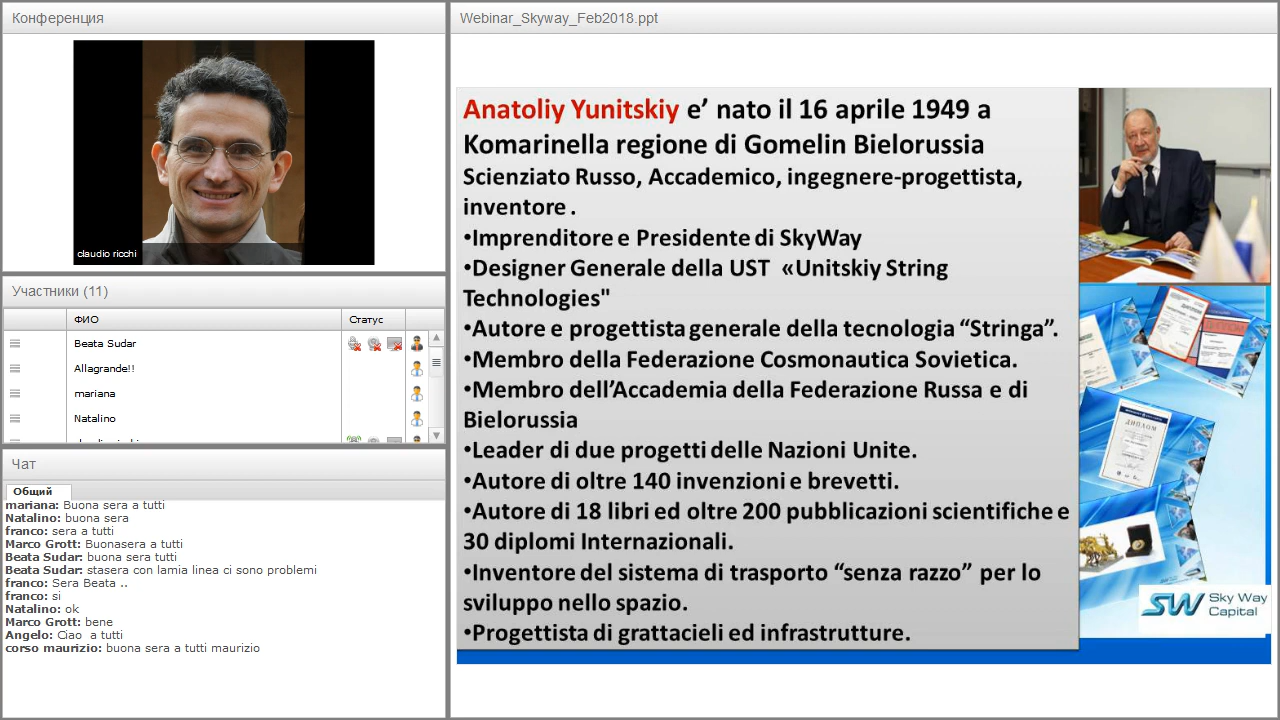 Конференция
claudio ricchi
Участники (11)
ФИО
Статус
Beata Sudar
Allagrande!!
mariana
Natalino
Чат
Общий
mariana: Buona sera a tutti
Natalino: buona sera
franco: sera a tutti
Marco Grott: Buonasera a tutti
Beata Sudar: buona sera tutti
Beata Sudar: stasera con lamia linea ci sono problemi
franco: Sera Beata ..
franco: si
Natalino: ok
Marco Grott: bene
Angelo: Ciao  a tutti
corso maurizio: buona sera a tutti maurizio
Webinar_Skyway_Feb2018.ppt
Anatoliy Yunitskiy e’ nato il 16 aprile 1949 a
Komarinella regione di Gomelin Bielorussia
Scienziato Russo, Accademico, ingegnere-progettista,
inventore .
•Imprenditore e Presidente di SkyWay
•Designer Generale della UST «Unitskiy String
Technologies"
•Autore e progettista generale della tecnologia “Stringa”.
•Membro della Federazione Cosmonautica Sovietica.
•Membro dell’Accademia della Federazione Russa e di
Bielorussia
•Leader di due progetti delle Nazioni Unite.
•Autore di oltre 140 invenzioni e brevetti.
•Autore di 18 libri ed oltre 200 pubblicazioni scientifiche e
30 diplomi Internazionali.
•Inventore del sistema di trasporto “senza razzo” per lo
sviluppo nello spazio.
•Progettista di grattacieli ed infrastrutture.
ДИПЛОМ
SW Sky Way
Capital